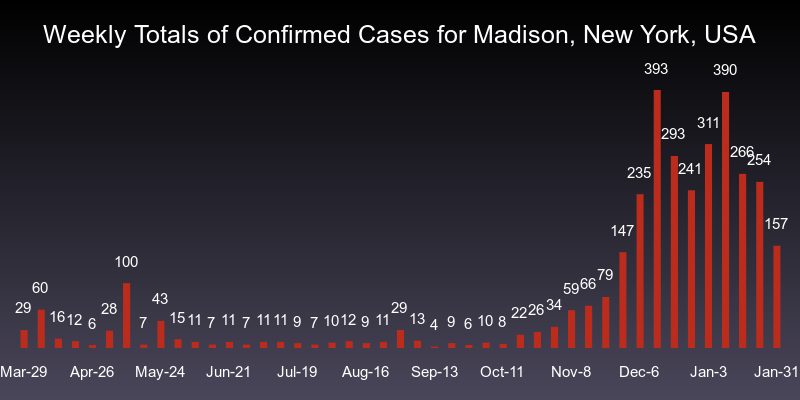 Weekly Totals of Confirmed Cases for Madison, New York, USA
29 60 16 12 6 28 100 7 43 15 11 7 11 7 11 11 9 7 10 12 9 11 29 13 4 9 6 10 8 22 26 34 59 66 79 147 235 393 293 241 311 390 266 254 157
Mar-29 Apr-26 May-24 Jun-21 Jul-19 Aug-16 Sep-13 Oct-11 Nov-8 Dec-6 Jan-3 Jan-31